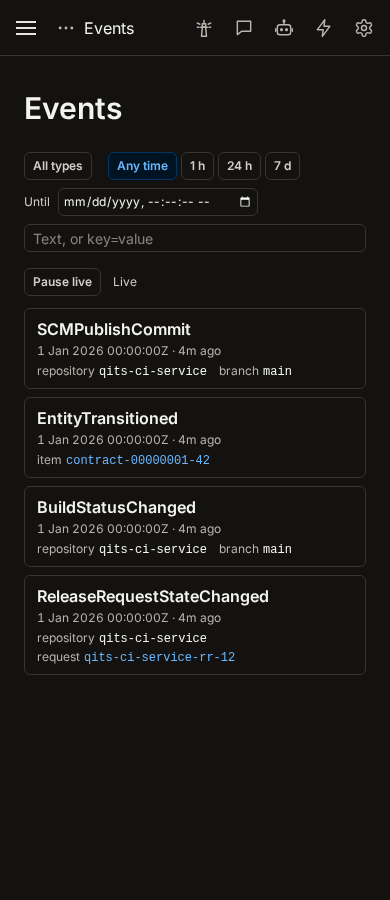 ··· Events
Events
All types Any time 1 h 24 h 7 d
Until mm/dd/yyyy, --:--:-- --
Text, or key=value
Pause live Live
SCMPublishCommit
1 Jan 2026 00:00:00Z · 4m ago
repository qits-ci-service branch main
EntityTransitioned
1 Jan 2026 00:00:00Z · 4m ago
item contract-00000001-42
BuildStatusChanged
1 Jan 2026 00:00:00Z · 4m ago
repository qits-ci-service branch main
ReleaseRequestStateChanged
1 Jan 2026 00:00:00Z · 4m ago
repository qits-ci-service
request qits-ci-service-rr-12